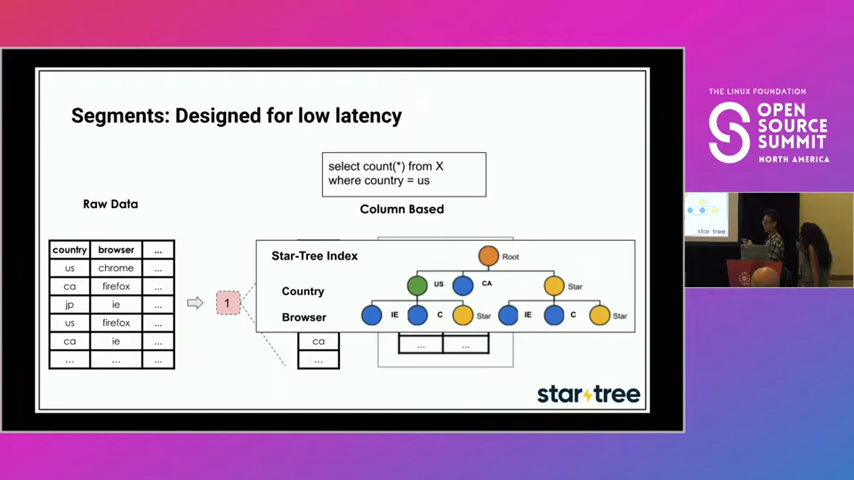 Segments: Designed for low latency
select count(*) from X
where country = us
Raw Data
Column Based
country browser ...
us chrome ...
ca firefox ...
jp ie ...
us firefox ...
ca ie ...
... ... ...
1
Star-Tree Index
Root
Country
US
CA
Star
Browser
IE
C
Star
IE
C
Star
ca
...
... ...
star tree
THE LINUX FOUNDATION
OPEN
SOURCE
SUMMIT
NORTH AMERICA
star tree